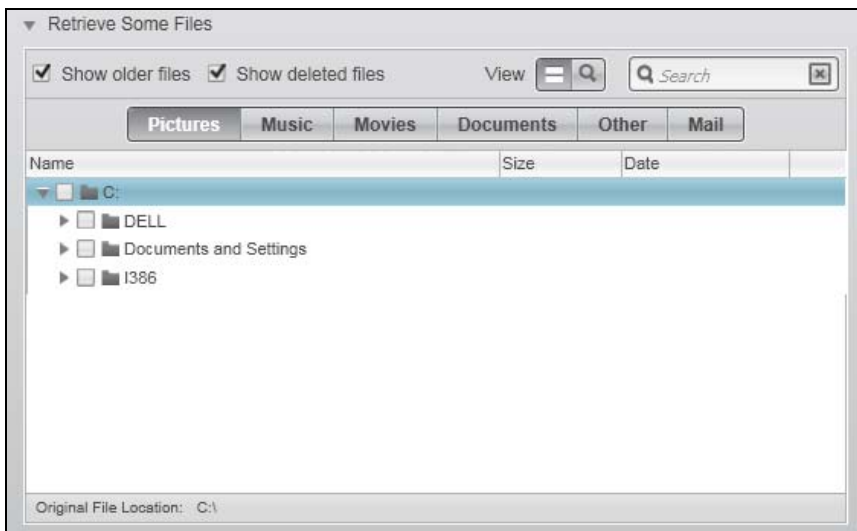 Retrieve Some Files
Show older files Show deleted files View Search
Pictures Music Movies Documents Other Mail
Name Size Date
C:
DELL
Documents and Settings
I386
Original File Location: C:\